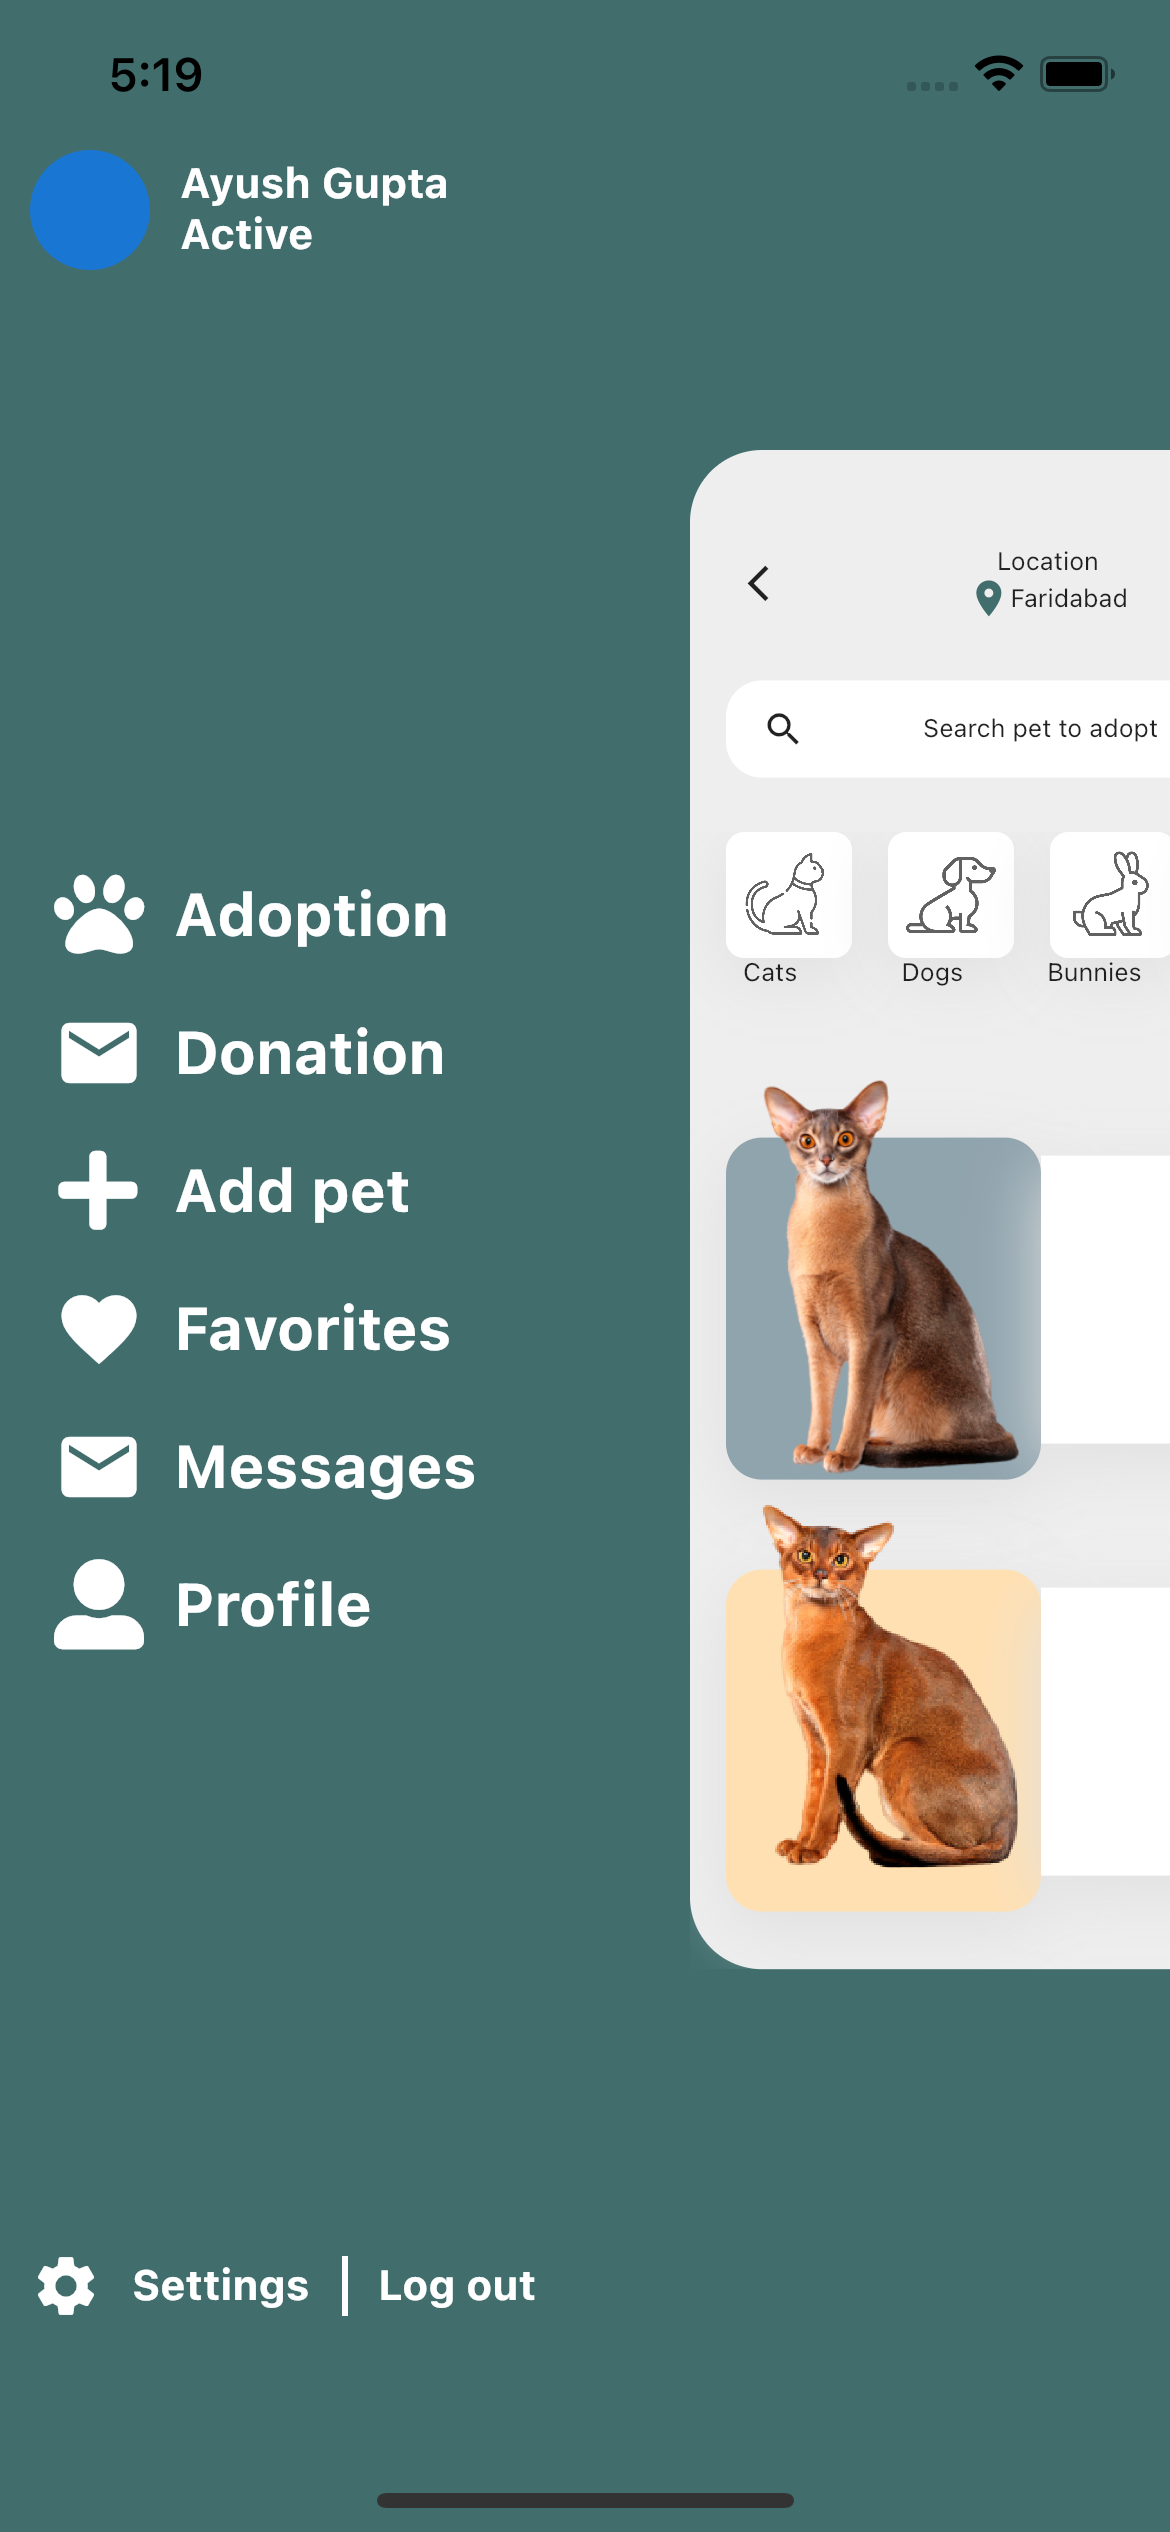 5:19
Ayush Gupta
Active
Location
Faridabad
Search pet to adopt
Cats
Dogs
Bunnies
Adoption
Donation
Add pet
Favorites
Messages
Profile
Settings
Log out